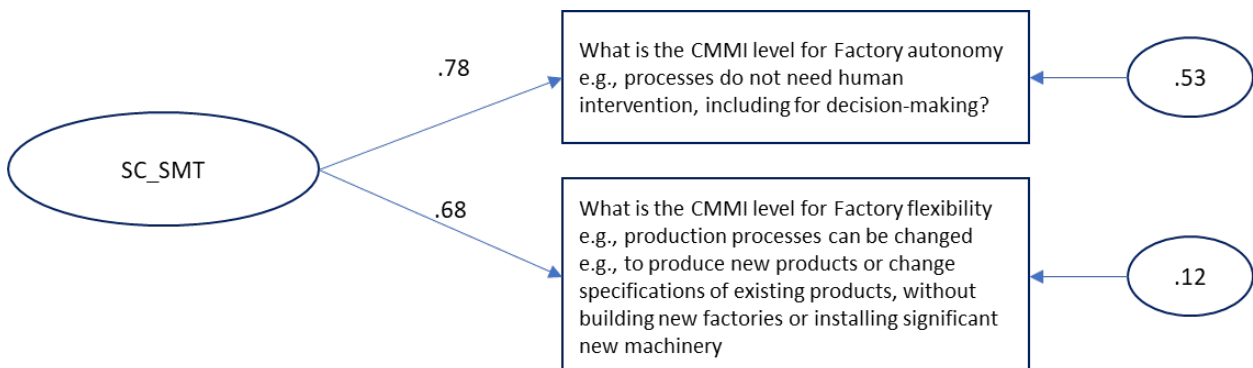 SC_SMT
.78
.68
What is the CMMI level for Factory autonomy
e.g., processes do not need human
intervention, including for decision-making?
.53
What is the CMMI level for Factory flexibility
e.g., production processes can be changed
e.g., to produce new products or change
specifications of existing products, without
building new factories or installing significant
new machinery
.12